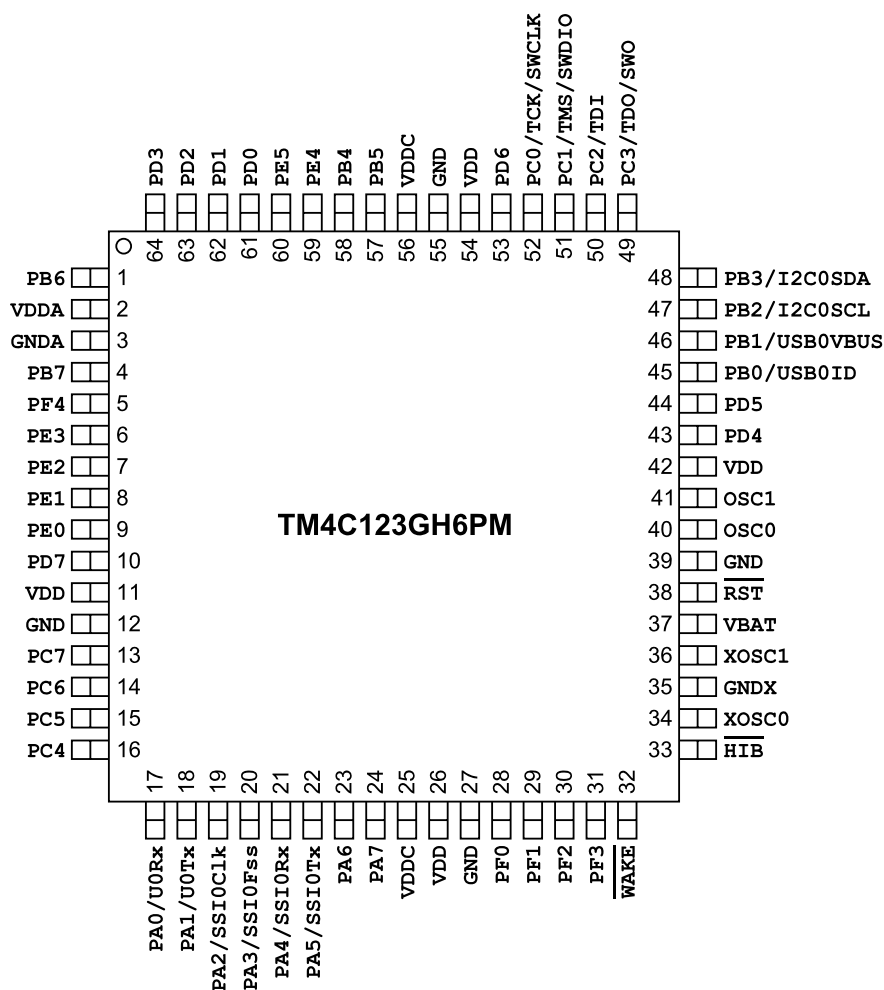 PD3
PD2
PD1
PD0
PE5
PE4
PB4
PB5
VDDC
GND
VDD
PD6
PC0/TCK/SWCLK
PC1/TMS/SWDIO
PC2/TDI
PC3/TDO/SWO
64
63
62
61
60
59
58
57
56
55
54
53
52
51
50
49
PB6 1
VDDA 2
GNDA 3
PB7 4
PF4 5
PE3 6
PE2 7
PE1 8
PE0 9
PD7 10
VDD 11
GND 12
PC7 13
PC6 14
PC5 15
PC4 16
TM4C123GH6PM
48 PB3/I2C0SDA
47 PB2/I2C0SCL
46 PB1/USB0VBUS
45 PB0/USB0ID
44 PD5
43 PD4
42 VDD
41 OSC1
40 OSC0
39 GND
38 RST
37 VBAT
36 XOSC1
35 GNDX
34 XOSC0
33 HIB
17
18
19
20
21
22
23
24
25
26
27
28
29
30
31
32
PA0/U0Rx
PA1/U0Tx
PA2/SSI0Clk
PA3/SSI0Fss
PA4/SSI0Rx
PA5/SSI0Tx
PA6
PA7
VDDC
VDD
GND
PF0
PF1
PF2
PF3
WAKE